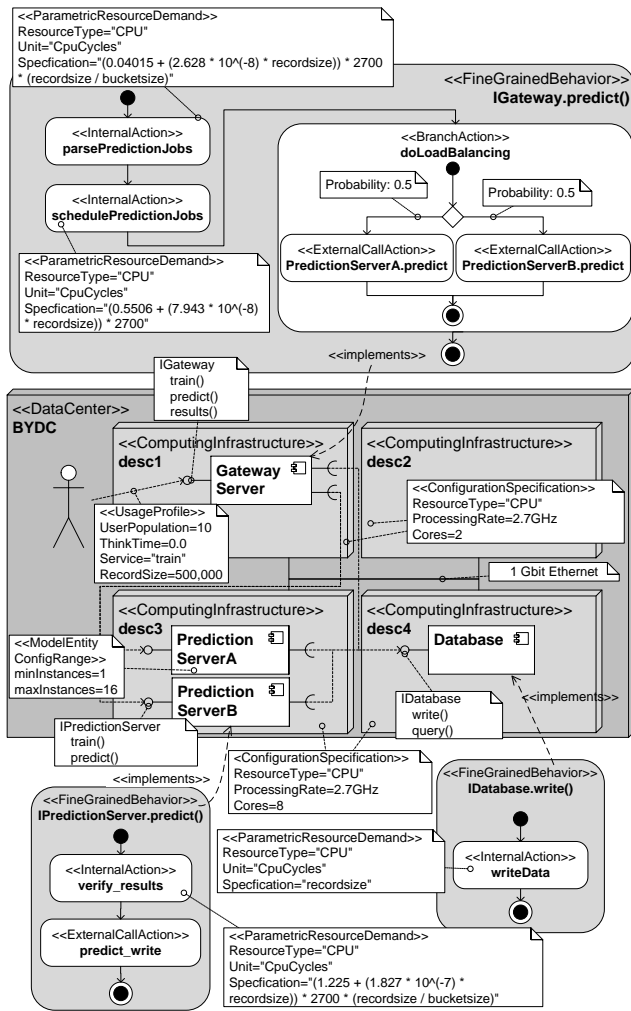 <<ParametricResourceDemand>>
ResourceType="CPU"
Unit="CpuCycles"
Specfication="(0.04015 + (2.628 * 10^(-8) * recordsize)) * 2700
* (recordsize / bucketsize)"
<<FineGrainedBehavior>>
IGateway.predict()
<<InternalAction>>
parsePredictionJobs
<<InternalAction>>
schedulePredictionJobs
<<BranchAction>>
doLoadBalancing
Probability: 0.5
Probability: 0.5
<<ExternalCallAction>>
PredictionServerA.predict
<<ExternalCallAction>>
PredictionServerB.predict
<<ParametricResourceDemand>>
ResourceType="CPU"
Unit="CpuCycles"
Specfication="(0.5506 + (7.943 * 10^(-8)
* recordsize)) * 2700"
<<implements>>
IGateway
train()
predict()
results()
<<DataCenter>>
BYDC
<<ComputingInfrastructure>>
desc1
Gateway
Server
<<ComputingInfrastructure>>
desc2
<<UsageProfile>>
UserPopulation=10
ThinkTime=0.0
Service="train"
RecordSize=500,000
<<ConfigurationSpecification>>
ResourceType="CPU"
ProcessingRate=2.7GHz
Cores=2
1 Gbit Ethernet
<<ComputingInfrastructure>>
desc3
Prediction
ServerA
Prediction
ServerB
<<ComputingInfrastructure>>
desc4
Database
<<ModelEntity
ConfigRange>>
minInstances=1
maxInstances=16
IPredictionServer
train()
predict()
IDatabase
write()
query()
<<implements>>
<<implements>>
<ConfigurationSpecification>>
ResourceType="CPU"
ProcessingRate=2.7GHz
Cores=8
<<FineGrainedBehavior>>
IPredictionServer.predict()
<<InternalAction>>
verify_results
<<ExternalCallAction>>
predict_write
<<FineGrainedBehavior>>
IDatabase.write()
<<InternalAction>>
writeData
<<ParametricResourceDemand>>
ResourceType="CPU"
Unit="CpuCycles"
Specfication="recordsize"
<<ParametricResourceDemand>>
ResourceType="CPU"
Unit="CpuCycles"
Specfication="(1.225 + (1.827 * 10^(-7) *
recordsize)) * 2700 * (recordsize / bucketsize)"